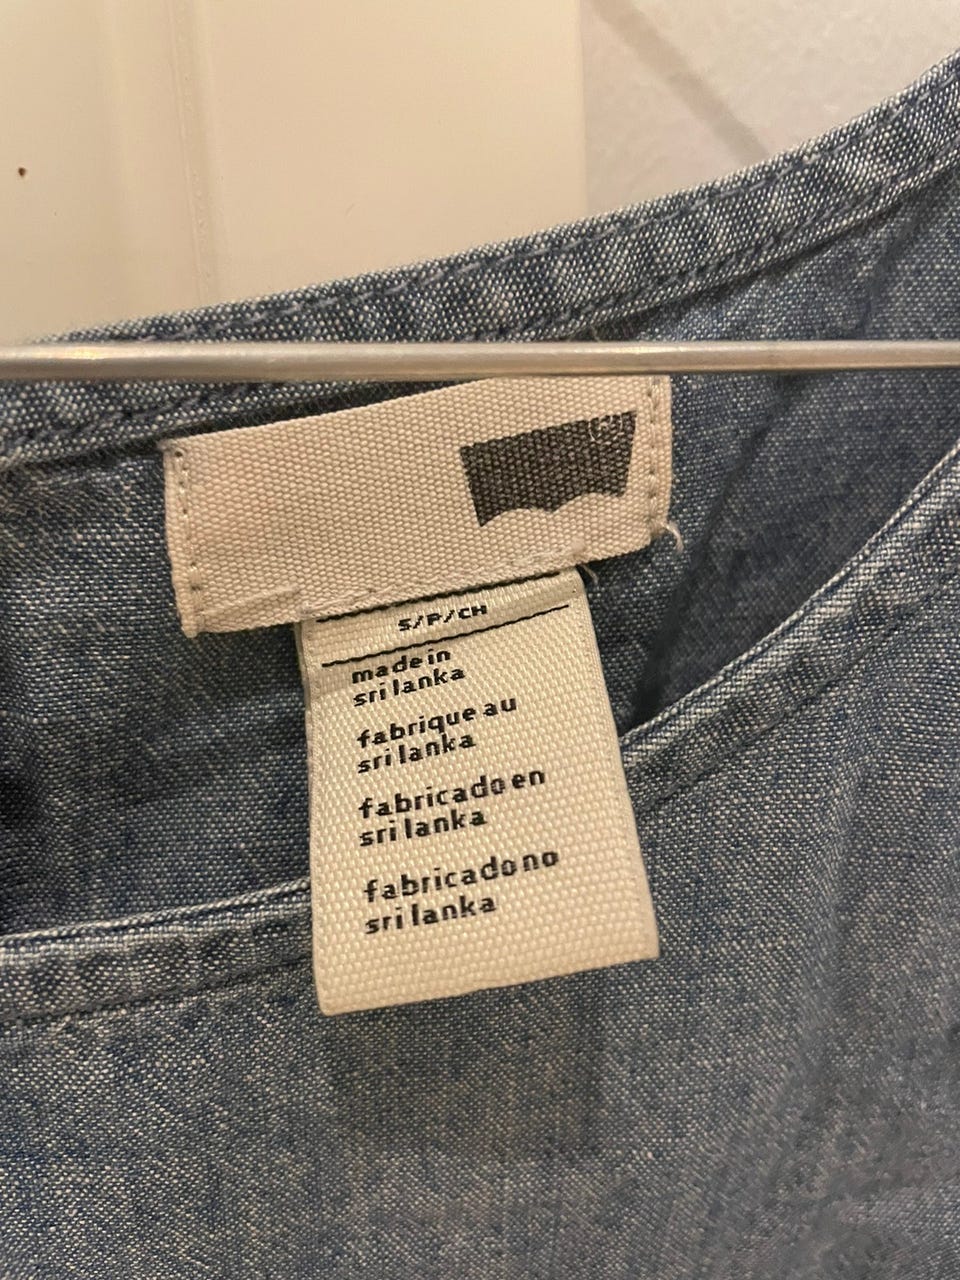 S/P/CH
made in
sri lanka
fabrique au
sri lanka
fabricado en
sri lanka
fabricado no
sri lanka